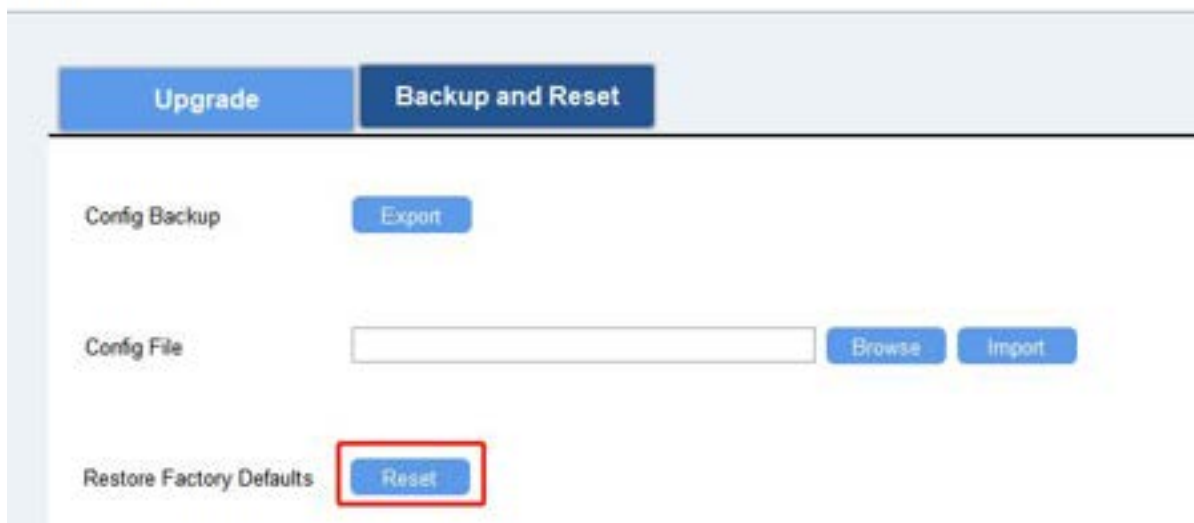 Upgrade Backup and Reset
Config Backup Export
Config File Browse Import
Restore Factory Defaults Reset